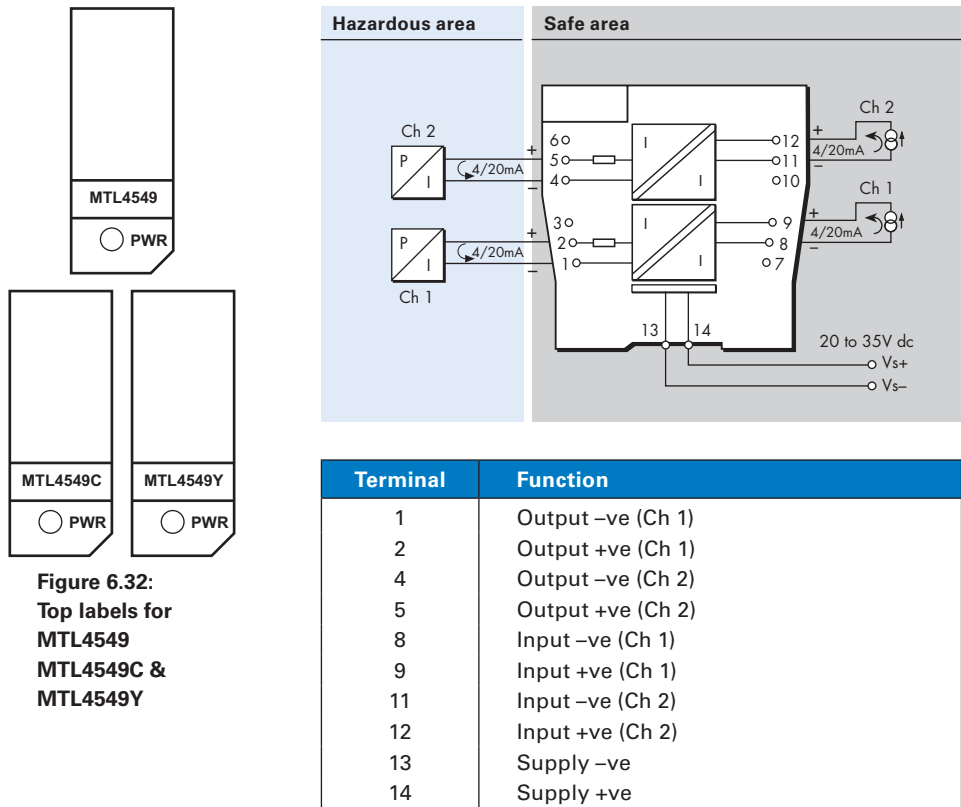 MTL4549
PWR
MTL4549C
PWR
MTL4549Y
PWR
Figure 6.32:
Top labels for
MTL4549
MTL4549C &
MTL4549Y
Hazardous area
Safe area
Ch 2
P
I
+
4/20mA
–
6
5
4
I
I
12
11
10
+
4/20mA
–
Ch 2
Ch 1
P
I
+
4/20mA
–
3
2
1
I
I
9
8
7
+
4/20mA
–
Ch 1
13
14
20 to 35V dc
Vs+
Vs–
Terminal Function
1 Output –ve (Ch 1)
2 Output +ve (Ch 1)
4 Output –ve (Ch 2)
5 Output +ve (Ch 2)
8 Input –ve (Ch 1)
9 Input +ve (Ch 1)
11 Input –ve (Ch 2)
12 Input +ve (Ch 2)
13 Supply –ve
14 Supply +ve